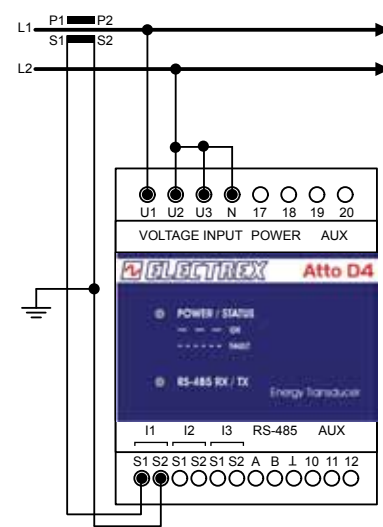 P1 P2
L1
S1 S2
L2
U1 U2 U3 N 17 18 19 20
VOLTAGE INPUT POWER AUX
ELECTREX Atto D4
POWER / STATUS
ON
FAULT
RS-485 RX / TX
Energy Transducer
I1 I2 I3 RS-485 AUX
S1 S2 S1 S2 S1 S2 A B ⊥ 10 11 12